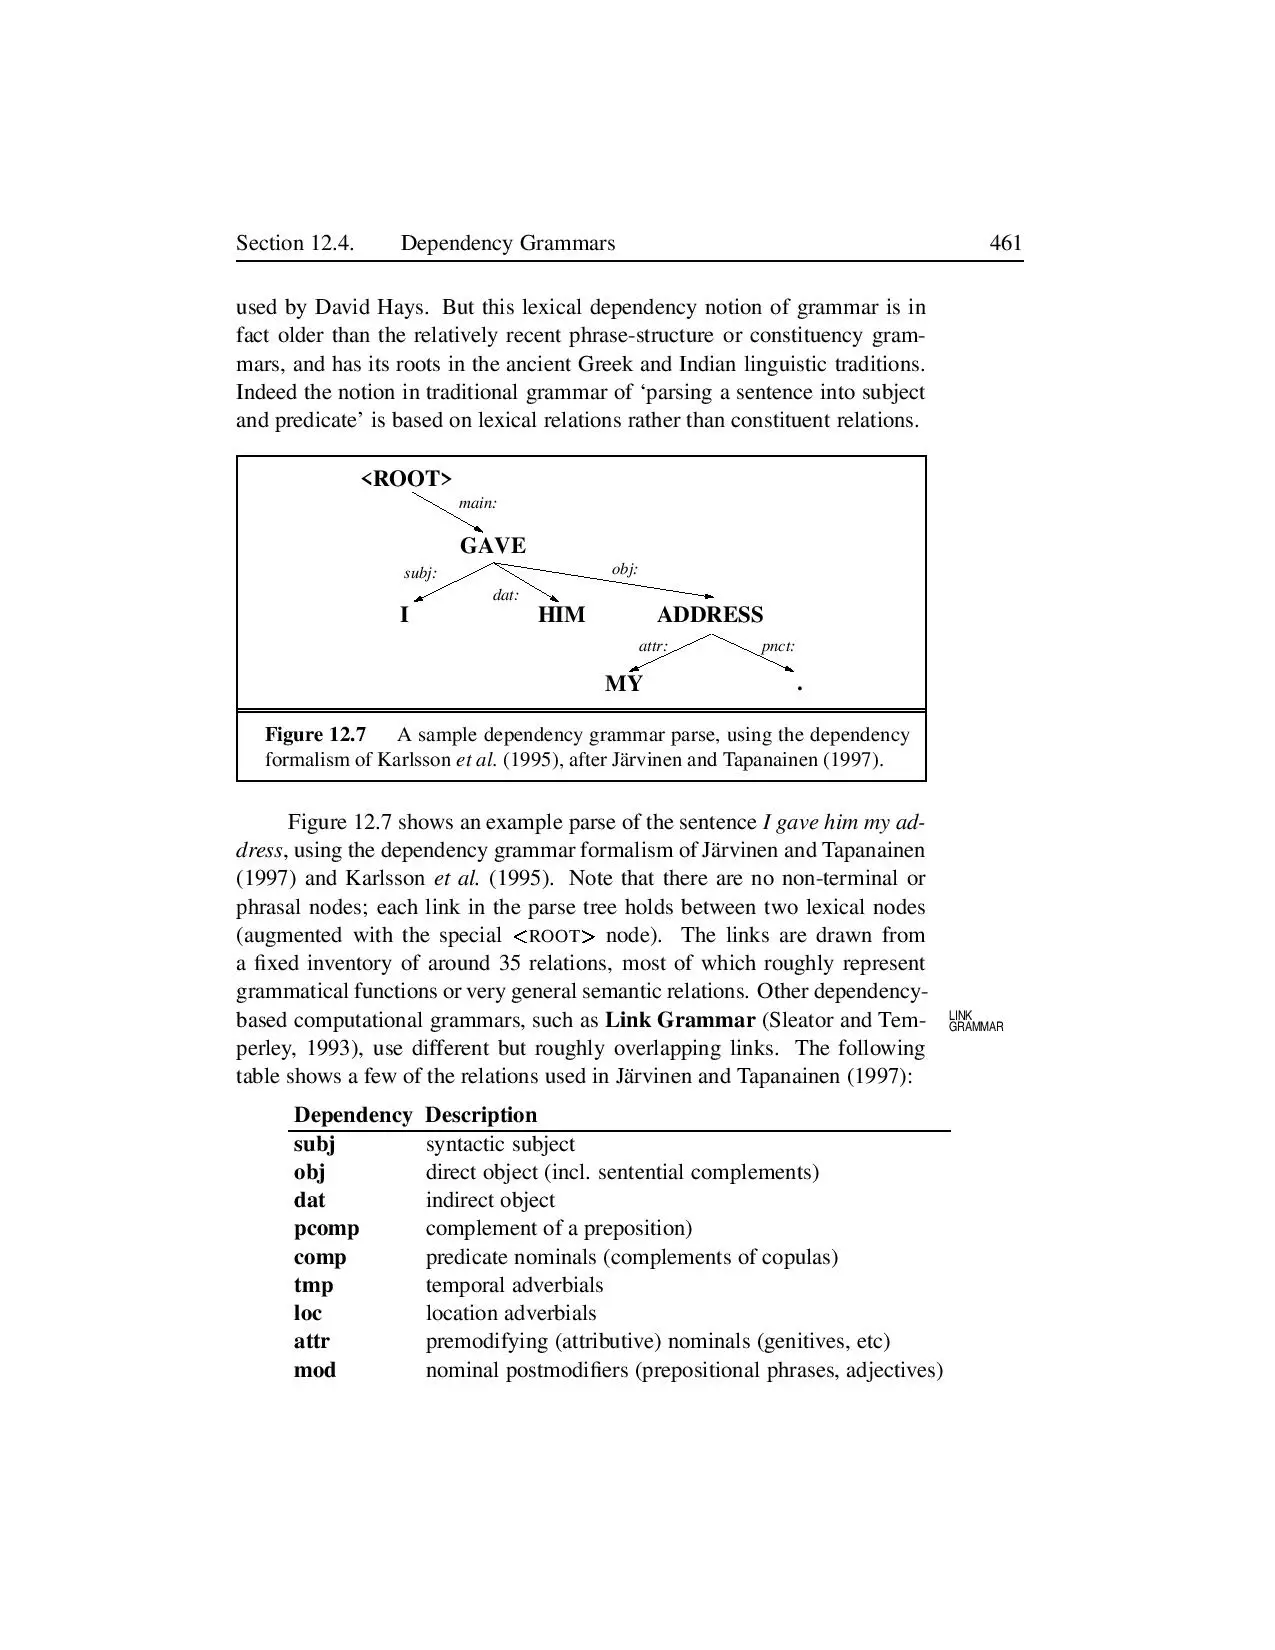 Section 12.4. Dependency Grammars 461
used by David Hays. But this lexical dependency notion of grammar is in
fact older than the relatively recent phrase-structure or constituency gram-
mars, and has its roots in the ancient Greek and Indian linguistic traditions.
Indeed the notion in traditional grammar of ‘parsing a sentence into subject
and predicate’ is based on lexical relations rather than constituent relations.
<ROOT>
main:
GAVE
subj: dat: obj:
I HIM ADDRESS
attr: pnct:
MY .
Figure 12.7 A sample dependency grammar parse, using the dependency
formalism of Karlsson et al. (1995), after Järvinen and Tapanainen (1997).
Figure 12.7 shows an example parse of the sentence I gave him my ad-
dress, using the dependency grammar formalism of Järvinen and Tapanainen
(1997) and Karlsson et al. (1995). Note that there are no non-terminal or
phrasal nodes; each link in the parse tree holds between two lexical nodes
(augmented with the special <ROOT> node). The links are drawn from
a fixed inventory of around 35 relations, most of which roughly represent
grammatical functions or very general semantic relations. Other dependency-
based computational grammars, such as Link Grammar (Sleator and Tem-
perley, 1993), use different but roughly overlapping links. The following
table shows a few of the relations used in Järvinen and Tapanainen (1997):
LINK
GRAMMAR
Dependency Description
subj syntactic subject
obj direct object (incl. sentential complements)
dat indirect object
pcomp complement of a preposition)
comp predicate nominals (complements of copulas)
tmp temporal adverbials
loc location adverbials
attr premodifying (attributive) nominals (genitives, etc)
mod nominal postmodifiers (prepositional phrases, adjectives)